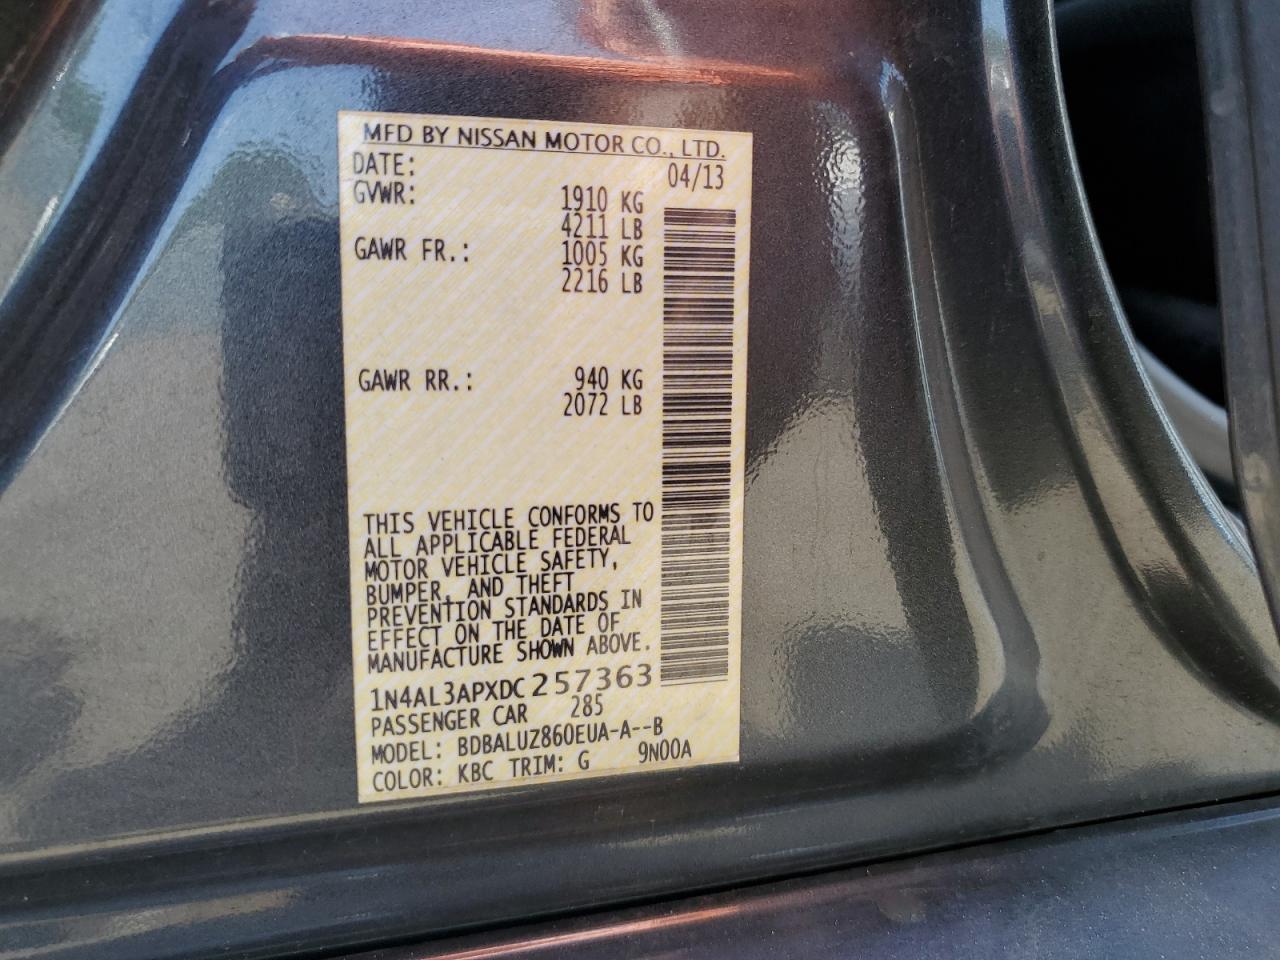 MFD BY NISSAN MOTOR CO., LTD.
DATE: 04/13
GVWR: 1910 KG
4211 LB
GAWR FR.: 1005 KG
2216 LB
GAWR RR.: 940 KG
2072 LB
THIS VEHICLE CONFORMS TO
ALL APPLICABLE FEDERAL
MOTOR VEHICLE SAFETY,
BUMPER, AND THEFT
PREVENTION STANDARDS IN
EFFECT ON THE DATE OF
MANUFACTURE SHOWN ABOVE.
1N4AL3APXDC257363
PASSENGER CAR 285
MODEL: BDBALUZ860EUA-A--B
COLOR: KBC TRIM: G 9N00A